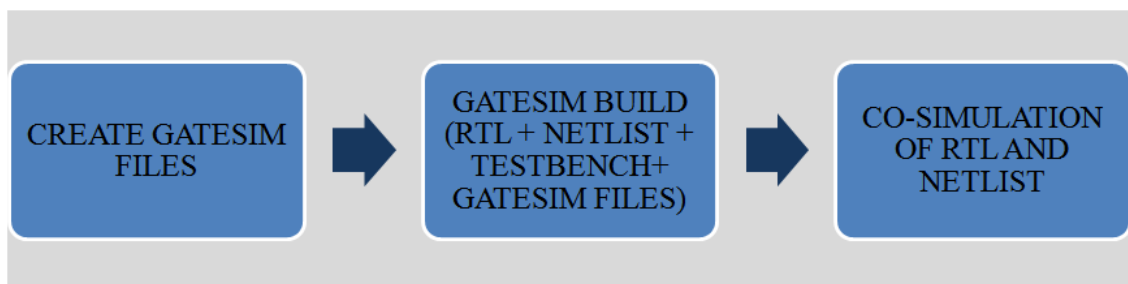 CREATE GATESIM
FILES
GATESIM BUILD
(RTL + NETLIST +
TESTBENCH+
GATESIM FILES)
CO-SIMULATION
OF RTL AND
NETLIST